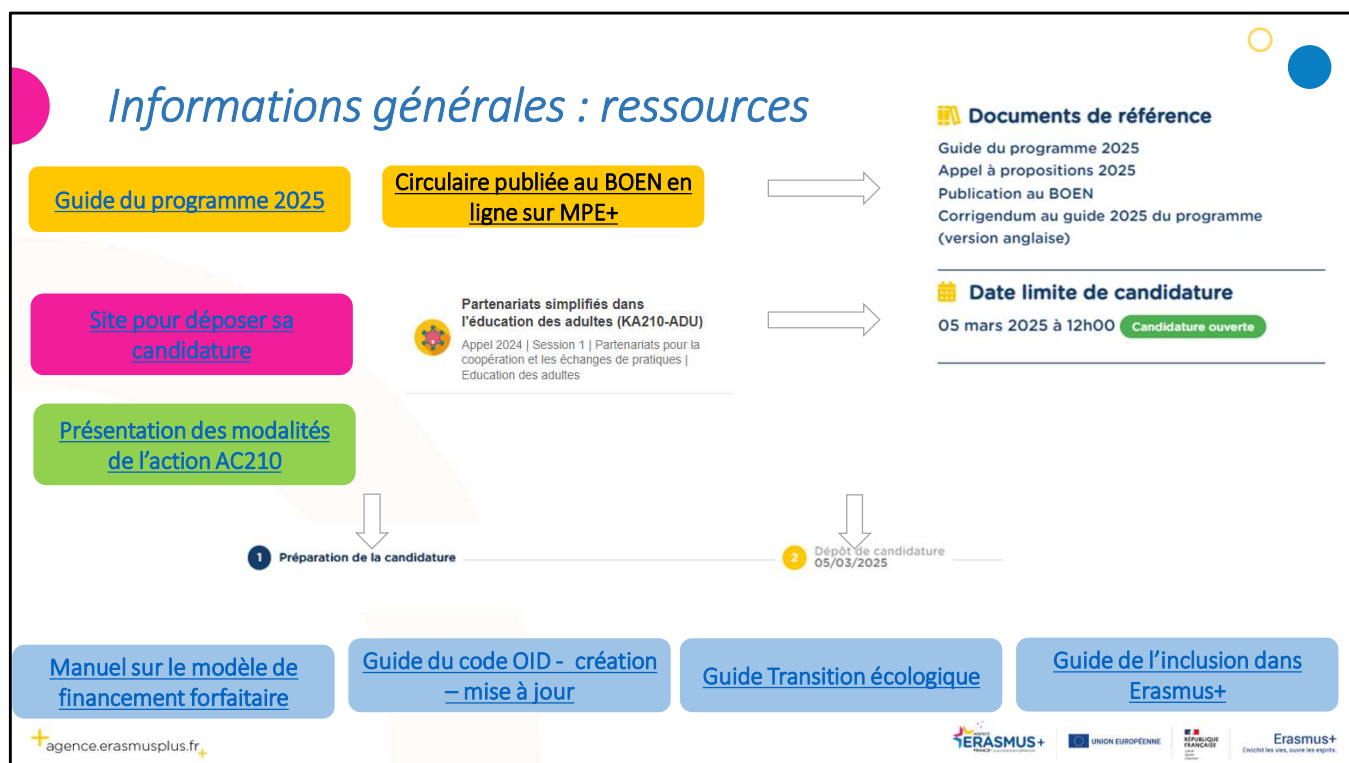 Informations générales : ressources
Guide du programme 2025
Circulaire publiée au BOEN en
ligne sur MPE+
Documents de référence
Guide du programme 2025
Appel à propositions 2025
Publication au BOEN
Corrigendum au guide 2025 du programme
(version anglaise)
Site pour déposer sa
candidature
Partenariats simplifiés dans
l'éducation des adultes (KA210-ADU)
Appel 2024 | Session 1 | Partenariats pour la
coopération et les échanges de pratiques |
Education des adultes
Date limite de candidature
05 mars 2025 à 12h00 Candidature ouverte
Présentation des modalités
de l’action AC210
1 Préparation de la candidature
2 Dépôt de candidature
05/03/2025
Manuel sur le modèle de
financement forfaitaire
Guide du code OID - création
– mise à jour
Guide Transition écologique
Guide de l’inclusion dans
Erasmus+
agence.erasmusplus.fr
AGENCE
ERASMUS+
UNION EUROPÉENNE
RÉPUBLIQUE
FRANÇAISE
Erasmus+
Enrichit les vies, ouvre les esprits.